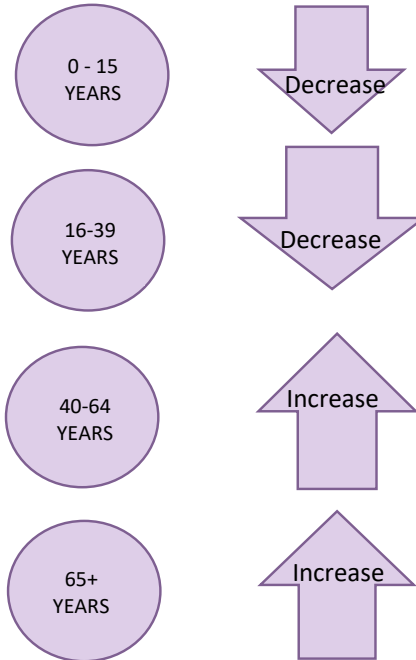 0 - 15
YEARS
Decrease
16-39
YEARS
Decrease
40-64
YEARS
Increase
65+
YEARS
Increase